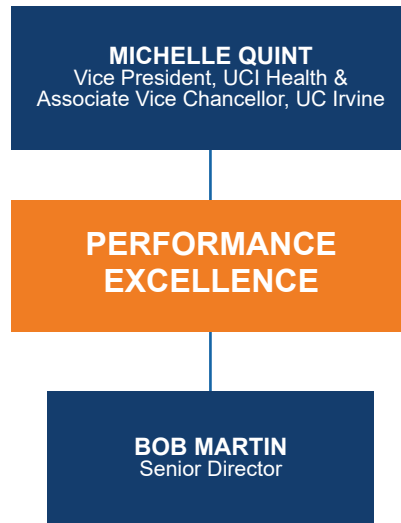 MICHELLE QUINT
Vice President, UCI Health &
Associate Vice Chancellor, UC Irvine
PERFORMANCE
EXCELLENCE
BOB MARTIN
Senior Director